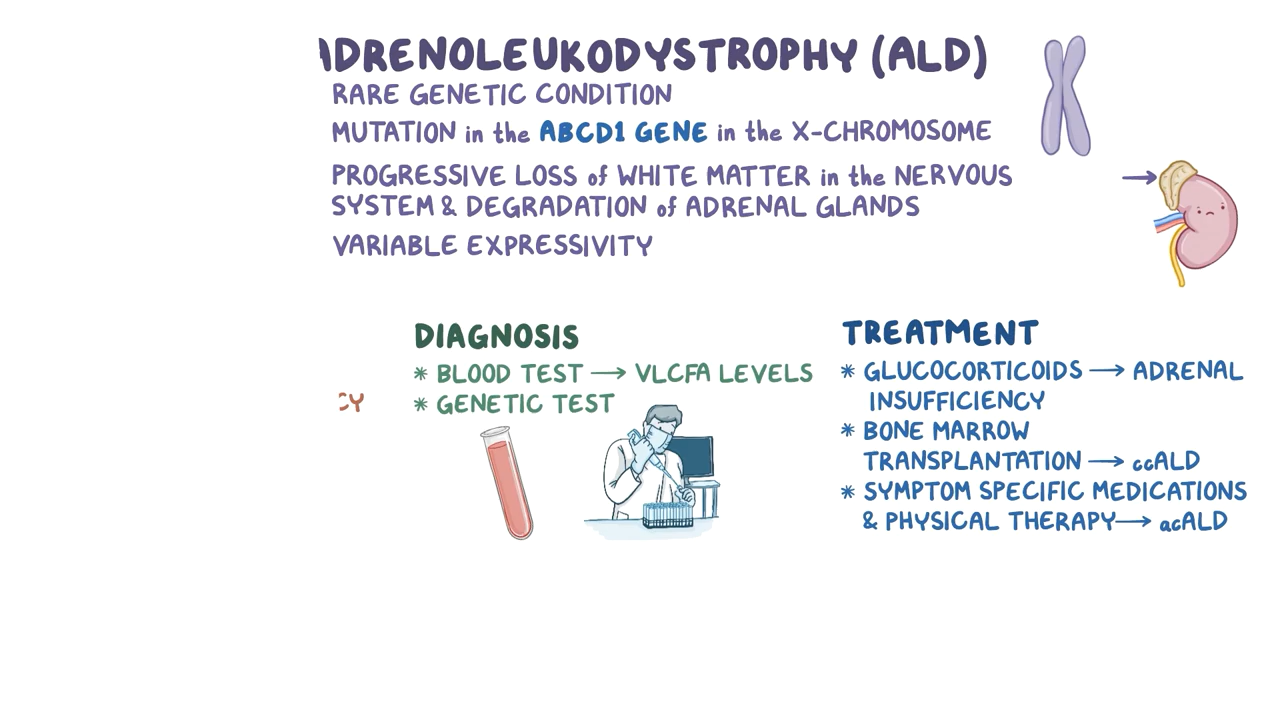 ADRENOLEUKODYSTROPHY (ALD)
RARE GENETIC CONDITION
MUTATION in the ABCD1 GENE in the X-CHROMOSOME
PROGRESSIVE LOSS of WHITE MATTER in the NERVOUS
SYSTEM & DEGRADATION of ADRENAL GLANDS
VARIABLE EXPRESSIVITY
CY
DIAGNOSIS
* BLOOD TEST → VLCFA LEVELS
* GENETIC TEST
TREATMENT
* GLUCOCORTICOIDS → ADRENAL
INSUFFICIENCY
* BONE MARROW
TRANSPLANTATION → ccALD
* SYMPTOM SPECIFIC MEDICATIONS
& PHYSICAL THERAPY → acALD